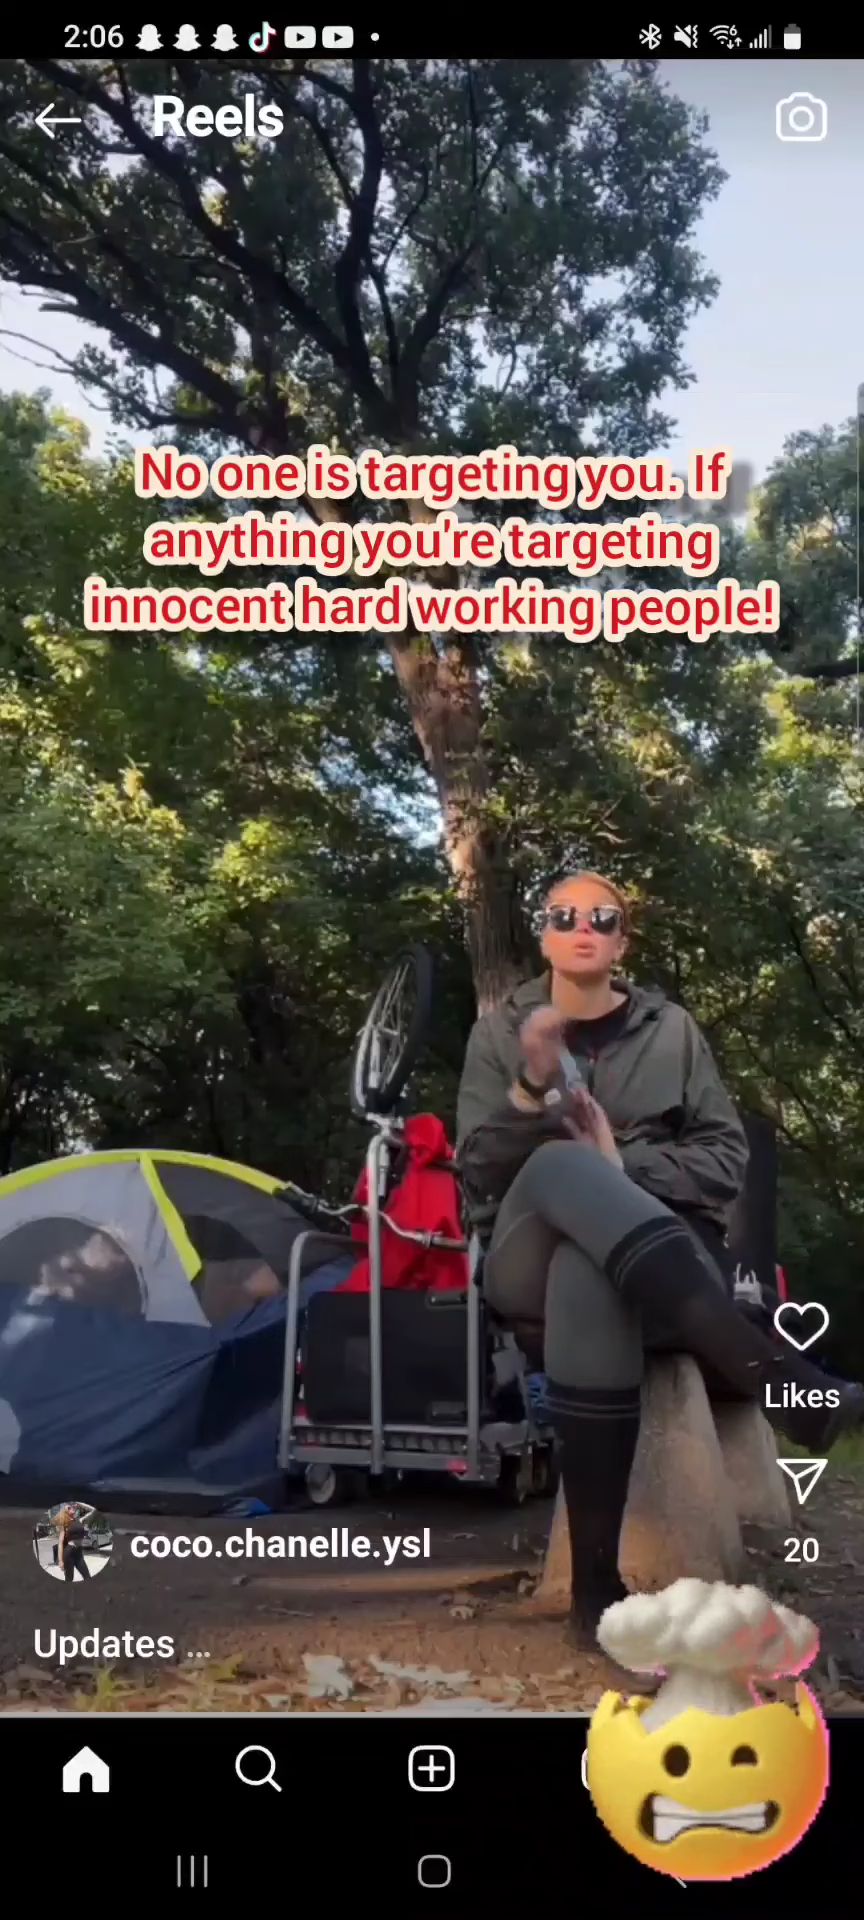 2:06
Reels
No one is targeting you. If
anything you're targeting
innocent hard working people!
Likes
20
coco.chanelle.ysl
Updates ...